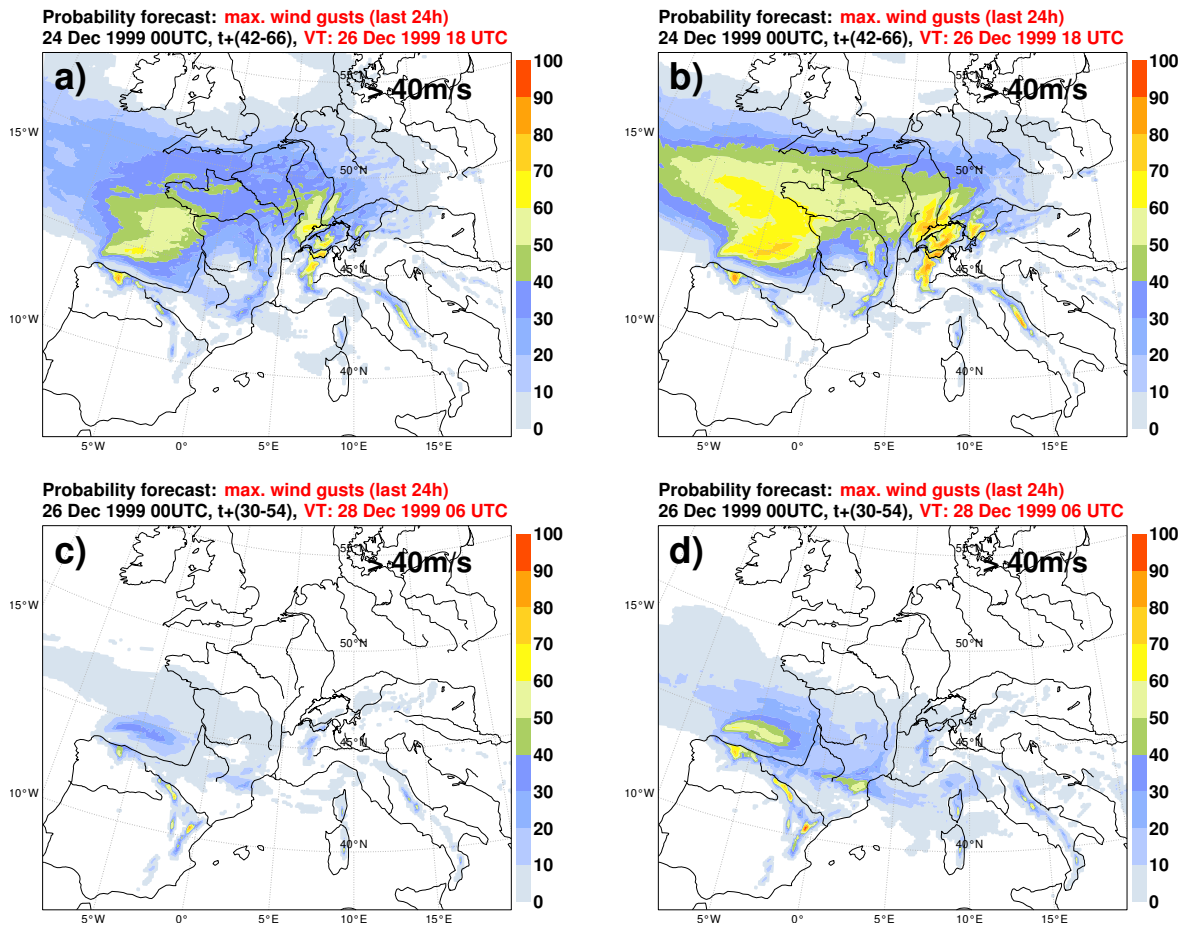 Probability forecast: max. wind gusts (last 24h)
24 Dec 1999 00UTC, t+(42-66), VT: 26 Dec 1999 18 UTC
a)
> 40m/s
55°N
50°N
45°N
40°N
15°W
10°W
5°W
0°
5°E
10°E
15°E
100
90
80
70
60
50
40
30
20
10
0
Probability forecast: max. wind gusts (last 24h)
24 Dec 1999 00UTC, t+(42-66), VT: 26 Dec 1999 18 UTC
b)
> 40m/s
55°N
50°N
45°N
40°N
15°W
10°W
5°W
0°
5°E
10°E
15°E
100
90
80
70
60
50
40
30
20
10
0
Probability forecast: max. wind gusts (last 24h)
26 Dec 1999 00UTC, t+(30-54), VT: 28 Dec 1999 06 UTC
c)
> 40m/s
55°N
50°N
45°N
40°N
15°W
10°W
5°W
0°
5°E
10°E
15°E
100
90
80
70
60
50
40
30
20
10
0
Probability forecast: max. wind gusts (last 24h)
26 Dec 1999 00UTC, t+(30-54), VT: 28 Dec 1999 06 UTC
d)
> 40m/s
55°N
50°N
45°N
40°N
15°W
10°W
5°W
0°
5°E
10°E
15°E
100
90
80
70
60
50
40
30
20
10
0